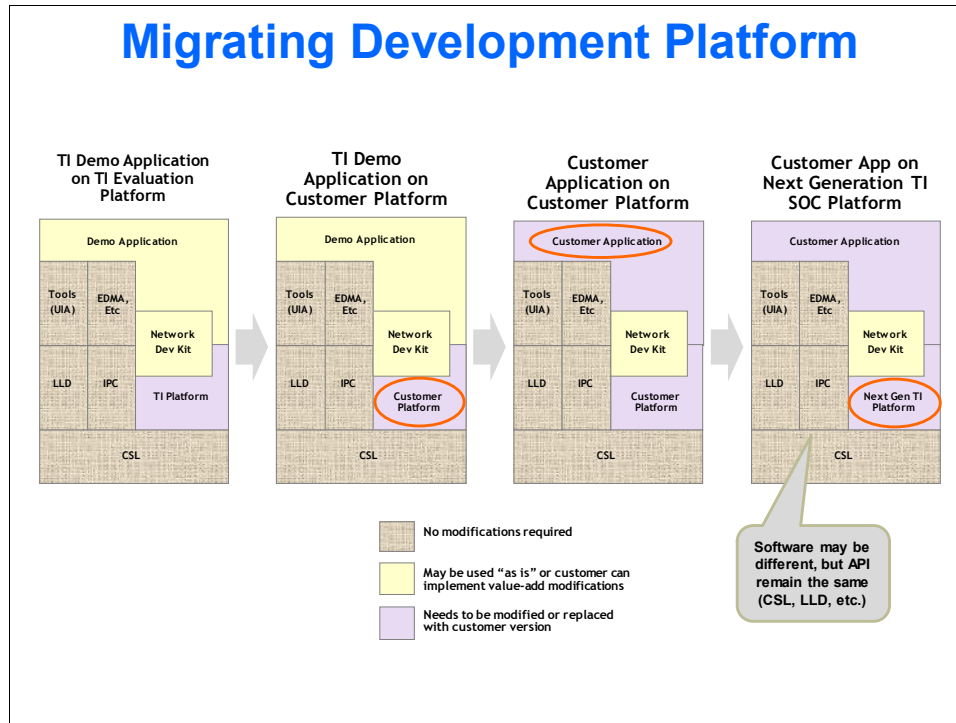 Migrating Development Platform
TI Demo Application
on TI Evaluation
Platform
Demo Application
Tools
(UIA)
EDMA,
Etc
Network
Dev Kit
LLD
IPC
TI Platform
CSL
TI Demo
Application on
Customer Platform
Demo Application
Tools
(UIA)
EDMA,
Etc
Network
Dev Kit
LLD
IPC
Customer
Platform
CSL
Customer
Application on
Customer Platform
Customer Application
Tools
(UIA)
EDMA,
Etc
Network
Dev Kit
LLD
IPC
Customer
Platform
CSL
Customer App on
Next Generation TI
SOC Platform
Customer Application
Tools
(UIA)
EDMA,
Etc
Network
Dev Kit
LLD
IPC
Next Gen TI
Platform
CSL
No modifications required
May be used “as is” or customer can
implement value-add modifications
Needs to be modified or replaced
with customer version
Software may be
different, but API
remain the same
(CSL, LLD, etc.)